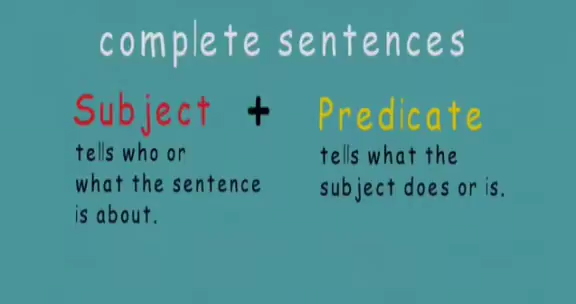 complete sentences
Subject + Predicate
tells who or
what the sentence
is about.
tells what the
subject does or is.